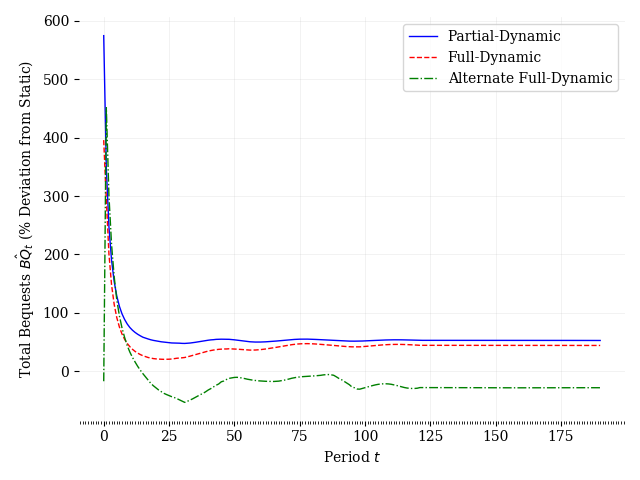 600
500
400
300
200
100
0
0 25 50 75 100 125 150 175
Period t
Total Bequests B̂Q_t (% Deviation from Static)
Partial-Dynamic
Full-Dynamic
Alternate Full-Dynamic